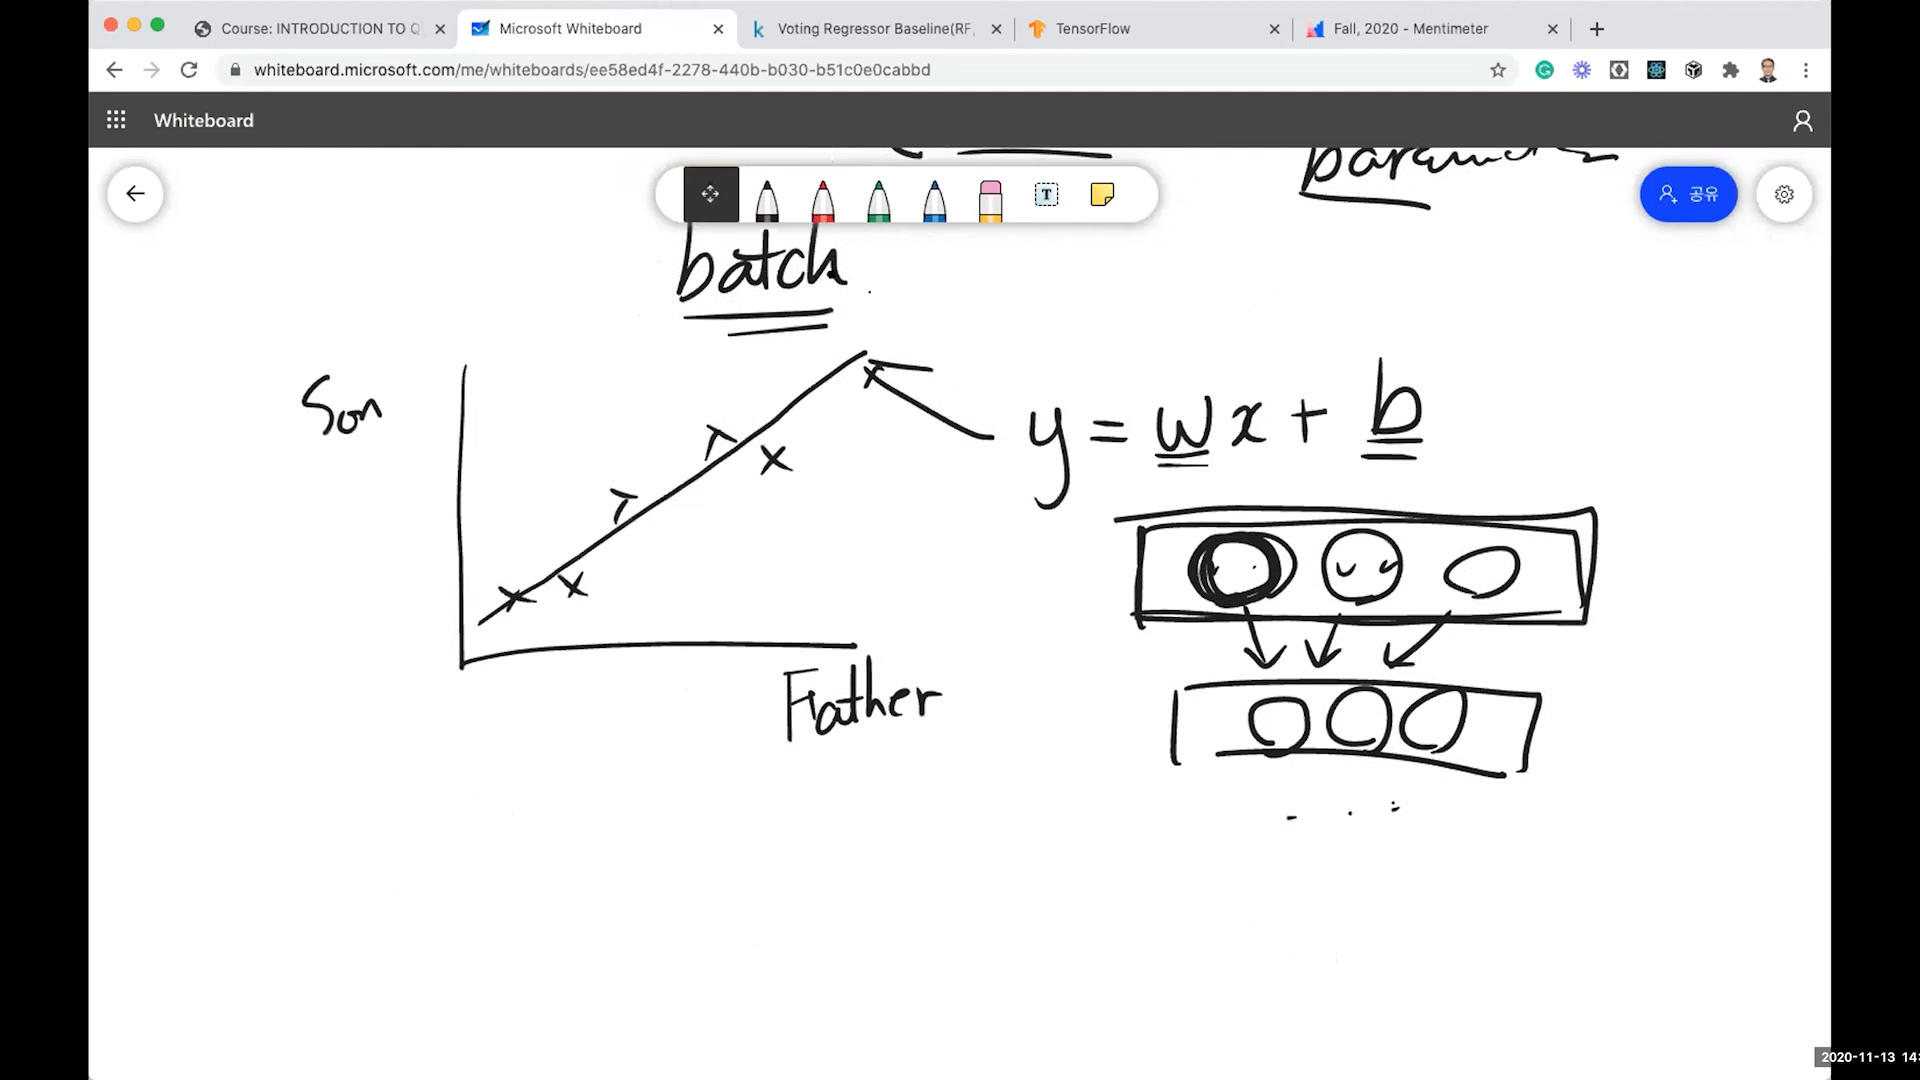 Course: INTRODUCTION TO Q
Microsoft Whiteboard
Voting Regressor Baseline(RF,
TensorFlow
Fall, 2020 - Mentimeter
whiteboard.microsoft.com/me/whiteboards/ee58ed4f-2278-440b-b030-b51c0e0cabbd
Whiteboard
T
공유
batch
Son
y = wx + b
Father
2020-11-13 14: